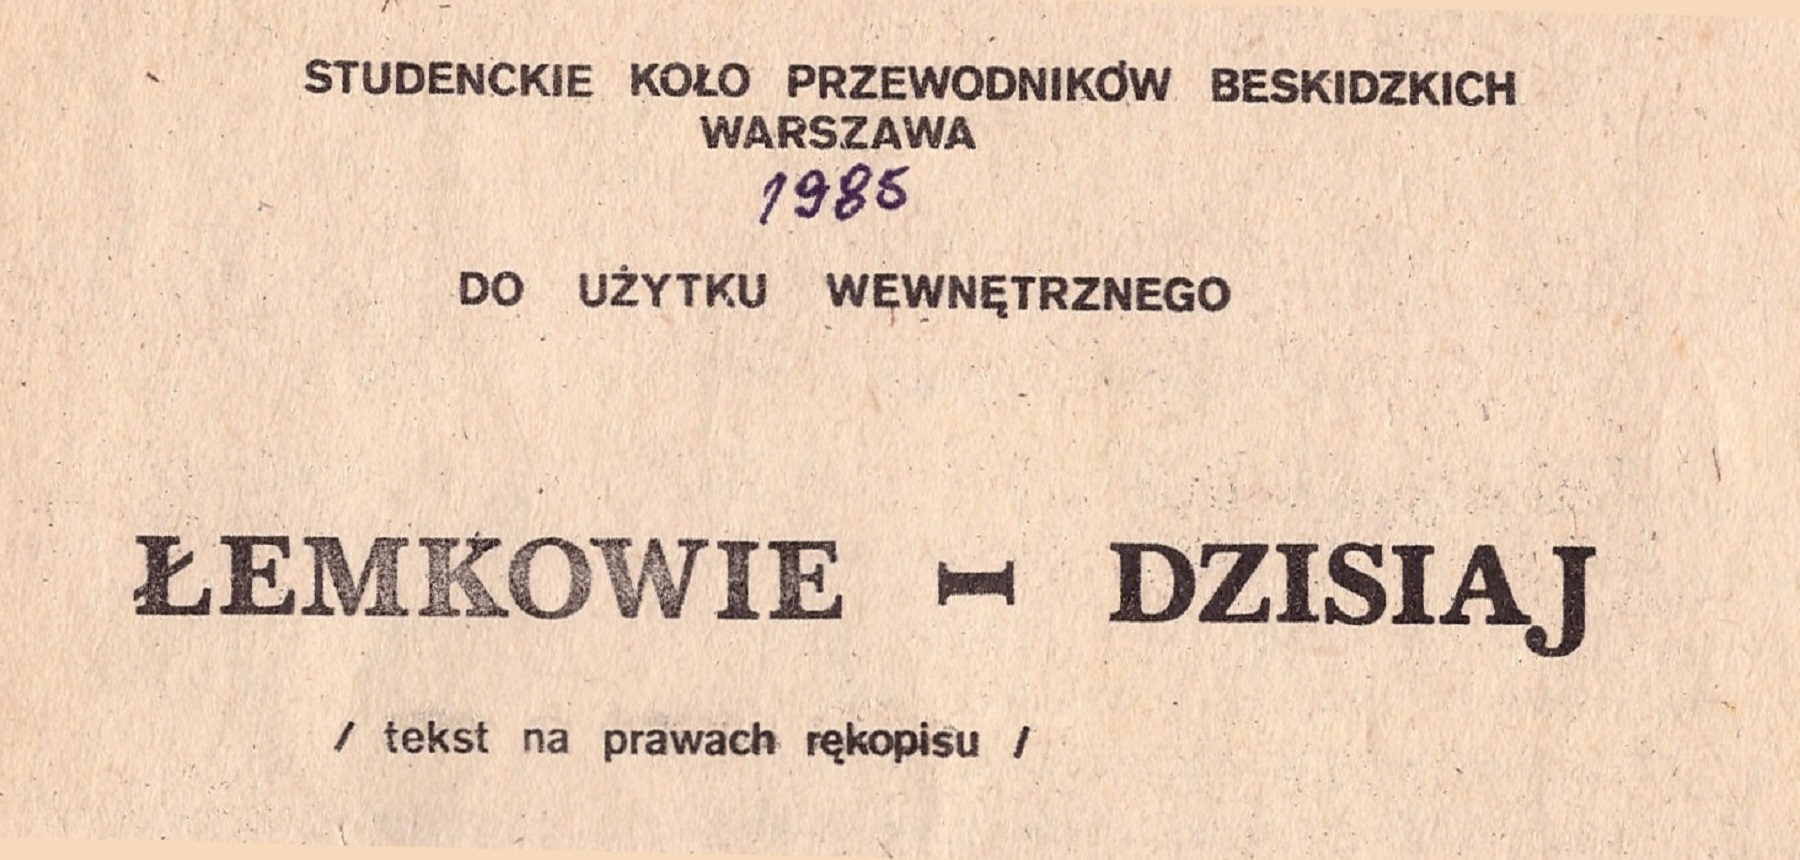 STUDENCKIE KOŁO PRZEWODNIKÓW BESKIDZKICH
WARSZAWA
1985
DO UŻYTKU WEWNĘTRZNEGO
ŁEMKOWIE - DZISIAJ
/ tekst na prawach rękopisu /